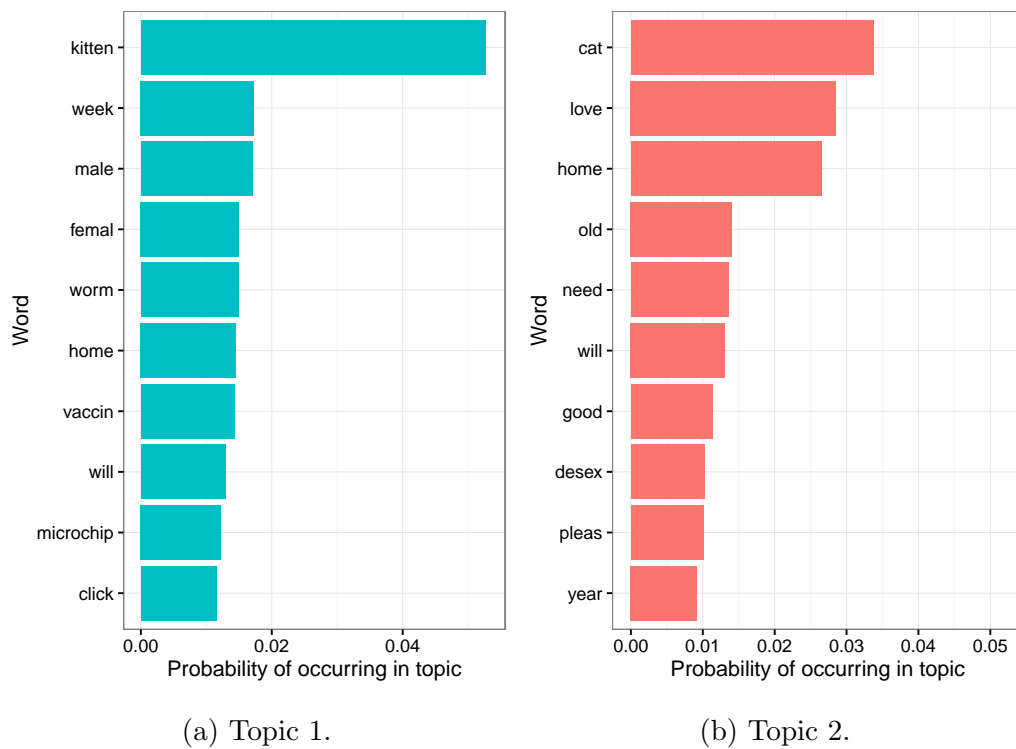 Word
kitten
week
male
femal
worm
home
vaccin
will
microchip
click
0.00 0.02 0.04
Probability of occurring in topic
(a) Topic 1.
Word
cat
love
home
old
need
will
good
desex
pleas
year
0.00 0.01 0.02 0.03 0.04 0.05
Probability of occurring in topic
(b) Topic 2.